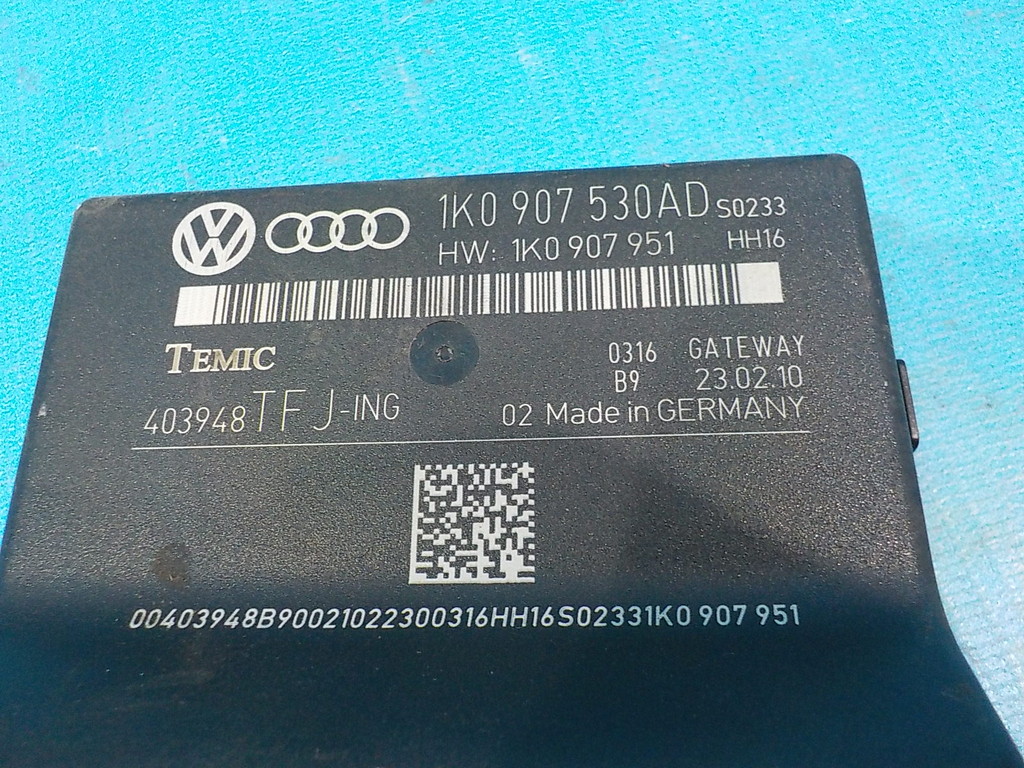 1K0 907 530AD S0233
HW: 1K0 907 951 HH16
TEMIC
0316 GATEWAY
B9 23.02.10
403948TFJ-ING
02 Made in GERMANY
00403948B90021022300316HH16S02331K0 907 951